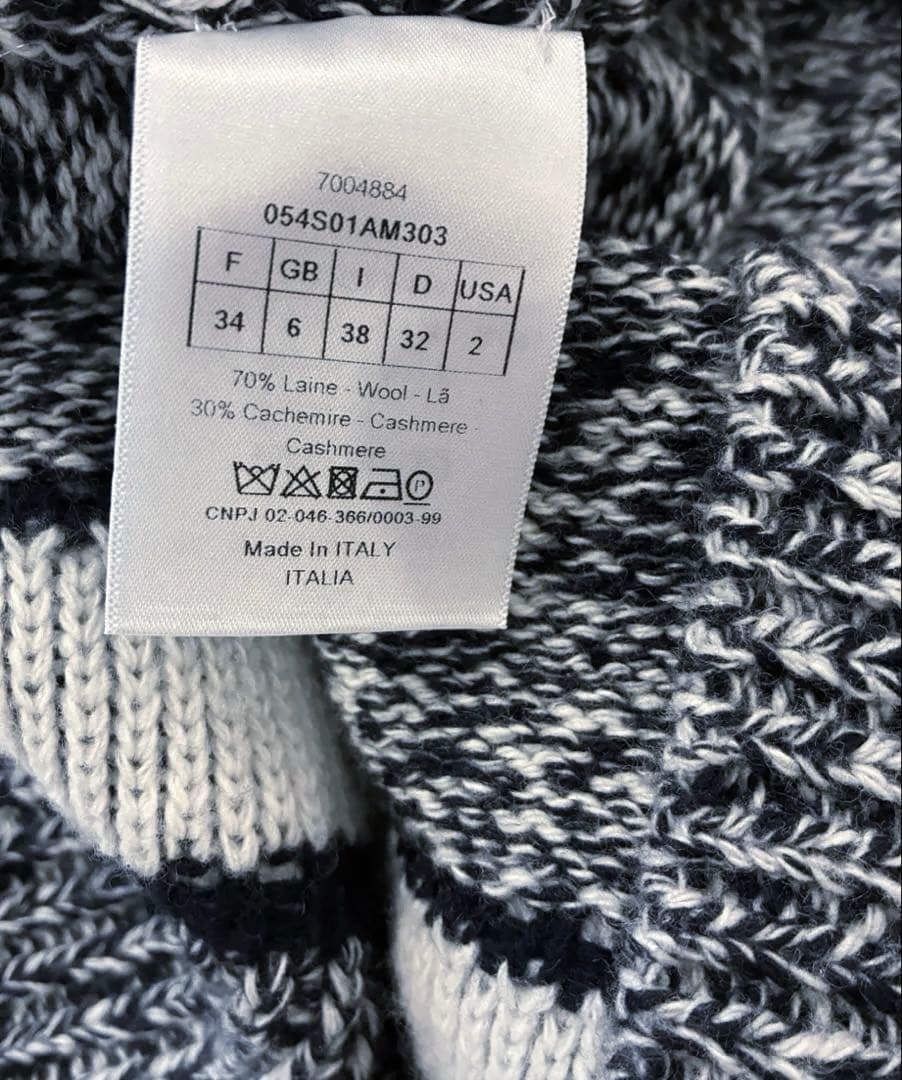 7004884
054S01AM303
F GB I D USA
34 6 38 32 2
70% Laine - Wool - Lã
30% Cachemire - Cashmere -
Cashmere
P
CNPJ 02-046-366/0003-99
Made In ITALY
ITALIA